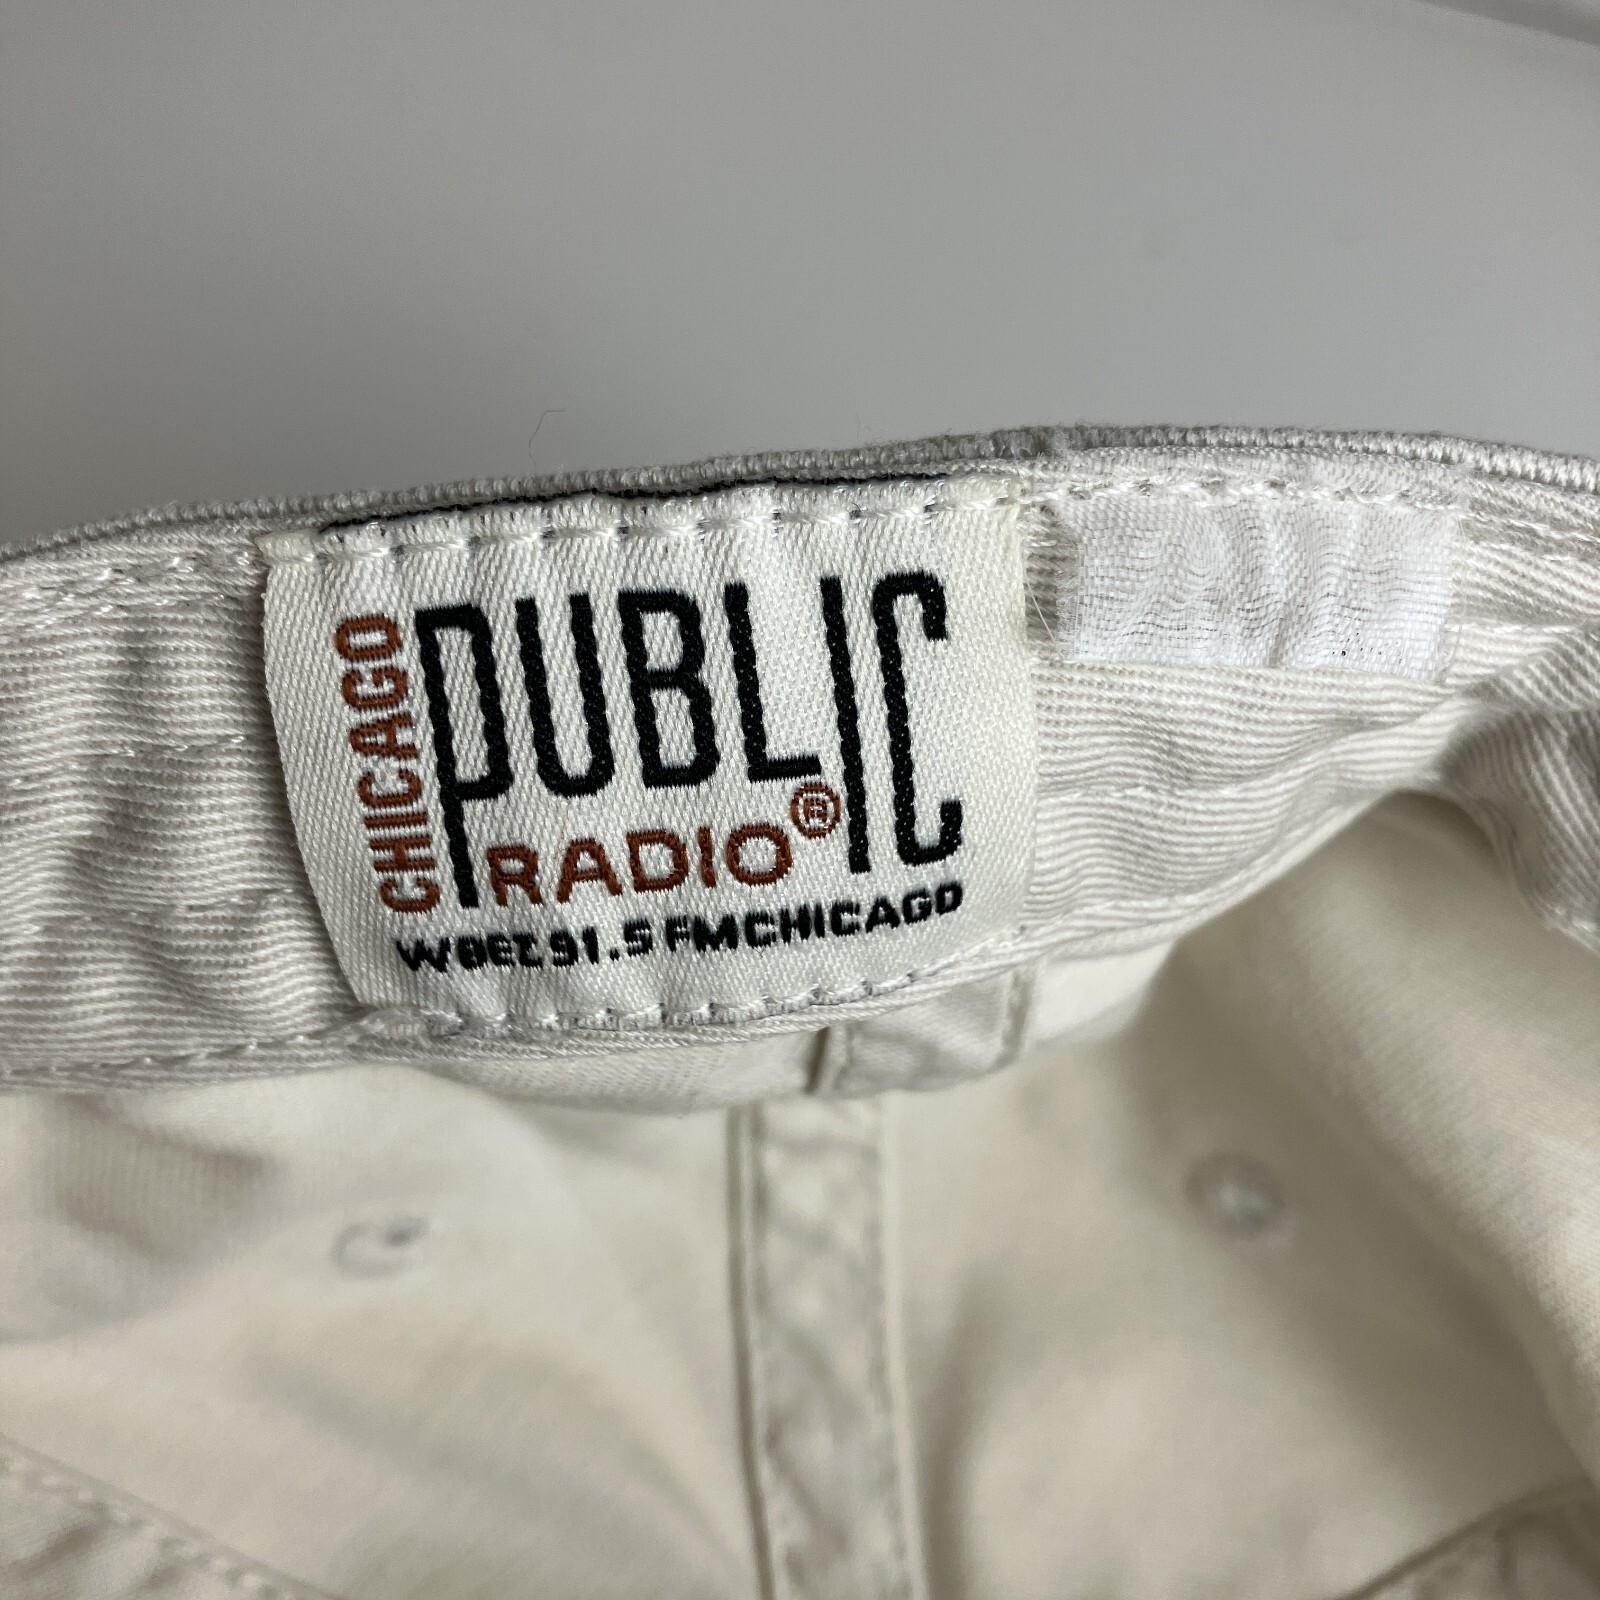 CHICAGO
PUBLIC
RADIO®
WBEZ 91.5 FM CHICAGO